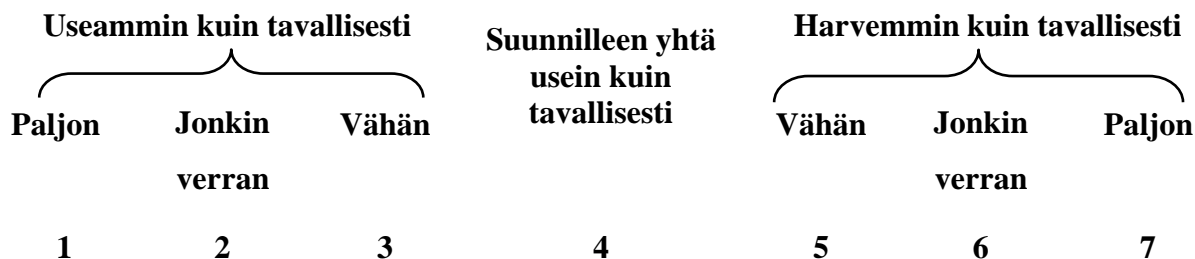 Useammin kuin tavallisesti
Suunnilleen yhtä
usein kuin
tavallisesti
Harvemmin kuin tavallisesti
Paljon Jonkin verran Vähän
Vähän Jonkin verran Paljon
1 2 3 4 5 6 7